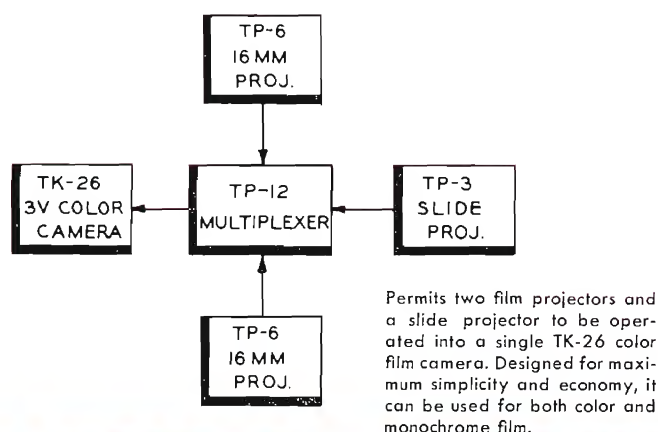 TP-6
16 MM
PROJ.
TK-26
3V COLOR
CAMERA
TP-12
MULTIPLEXER
TP-3
SLIDE
PROJ.
TP-6
16 MM
PROJ.
Permits two film projectors and
a slide projector to be oper-
ated into a single TK-26 color
film camera. Designed for maxi-
mum simplicity and economy, it
can be used for both color and
monochrome film.